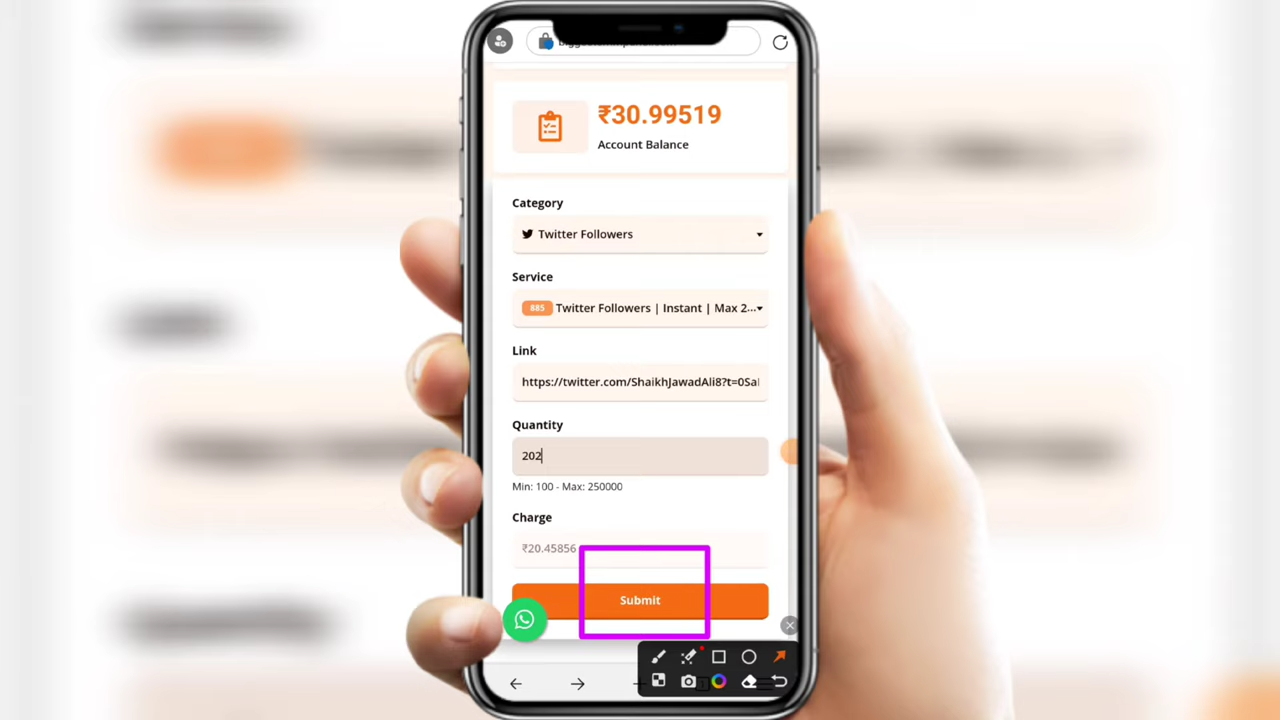 ₹30.99519
Account Balance
Category
Twitter Followers
Service
885 Twitter Followers | Instant | Max 2...
Link
https://twitter.com/ShaikhJawadAli8?t=0Sa
Quantity
202
Min: 100 - Max: 250000
Charge
₹20.45856
Submit